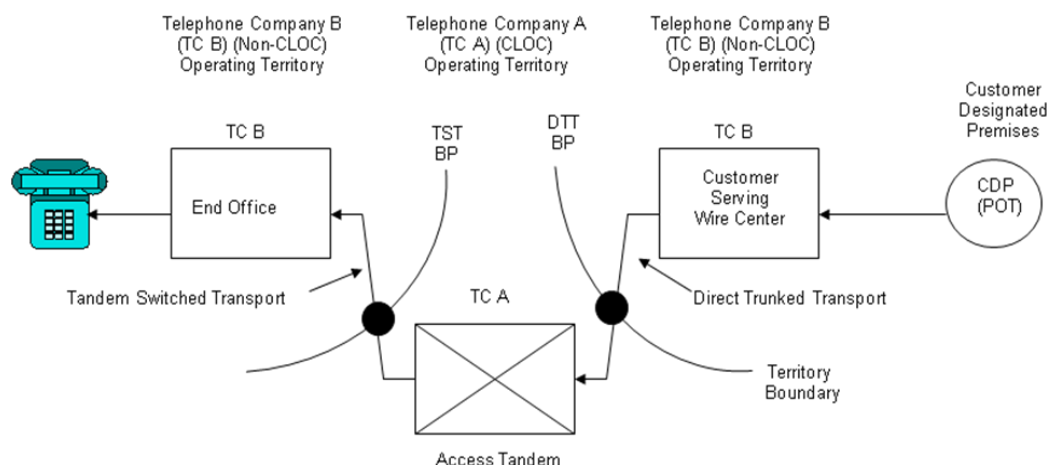 Telephone Company B
(TC B) (Non-CLOC)
Operating Territory
Telephone Company A
(TC A) (CLOC)
Operating Territory
Telephone Company B
(TC B) (Non-CLOC)
Operating Territory
Customer
Designated
Premises
TC B
TST
BP
DTT
BP
TC B
End Office
Customer
Serving
Wire Center
CDP
(POT)
Tandem Switched Transport
TC A
Direct Trunked Transport
Territory
Boundary
Access Tandem